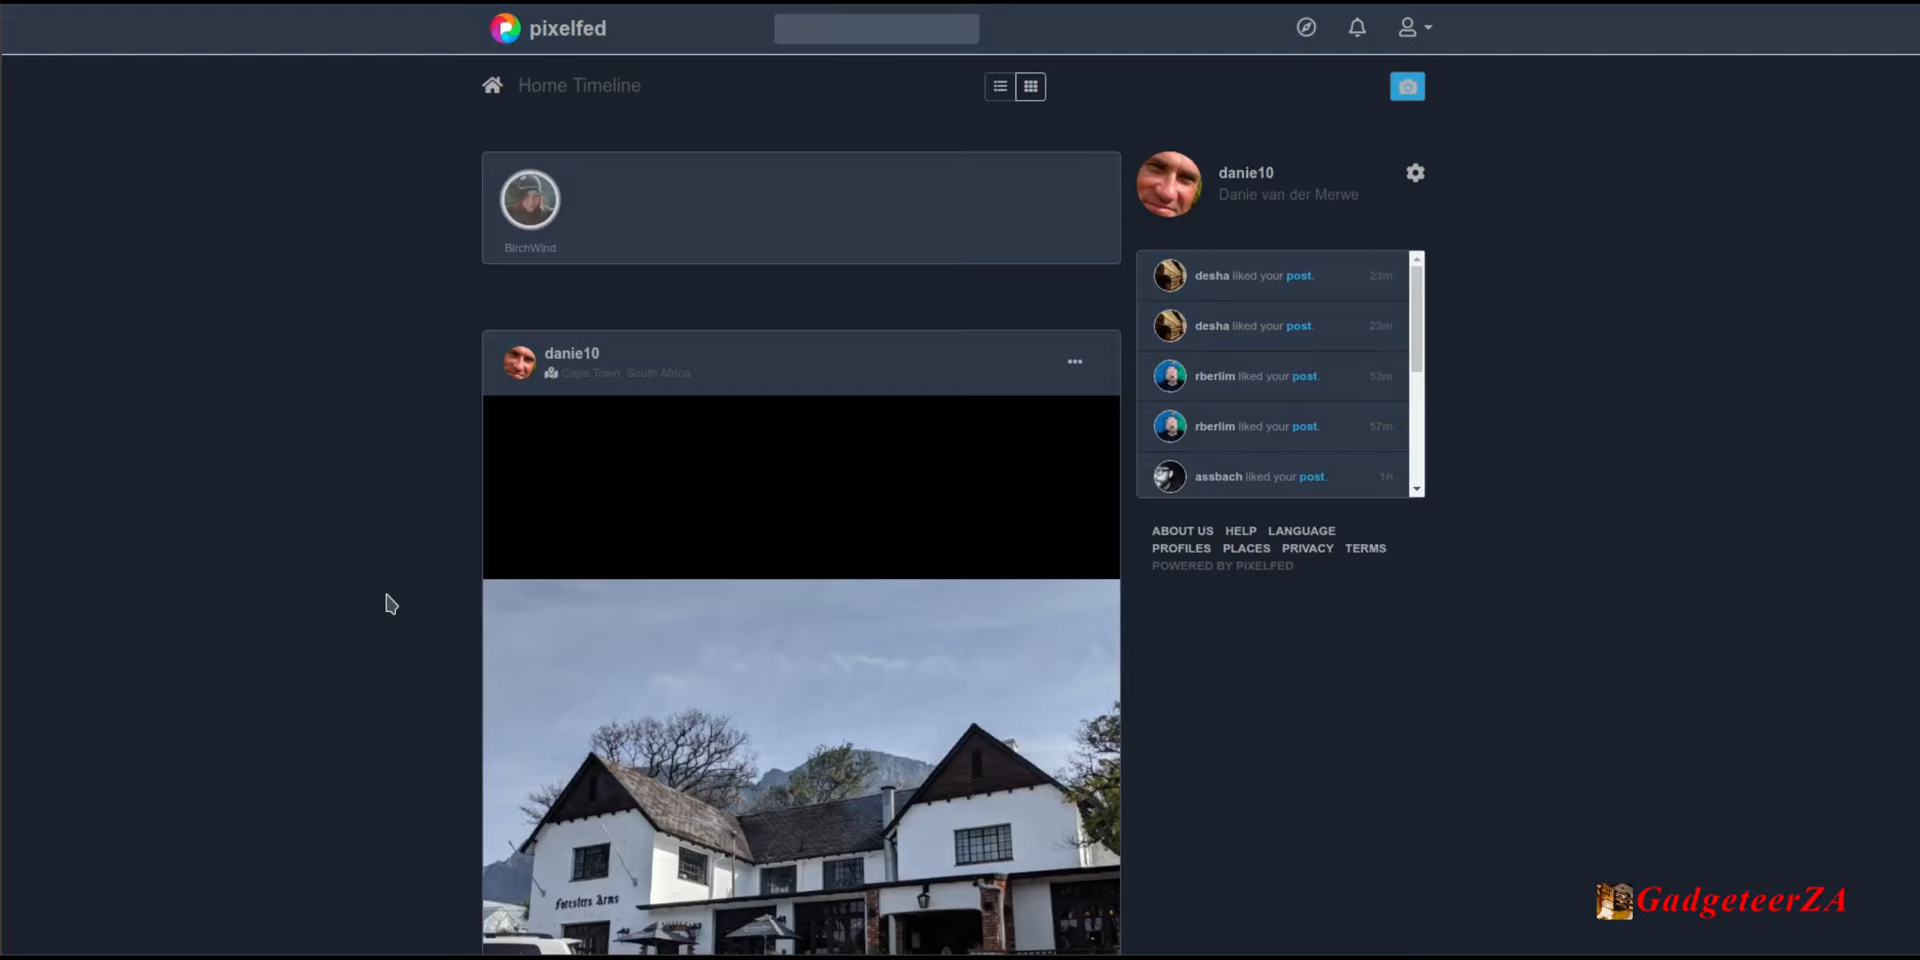 pixelfed
Home Timeline
BirchWind
danie10
Danie van der Merwe
desha liked your post. 23m
desha liked your post. 23m
rberlim liked your post. 53m
rberlim liked your post. 57m
assbach liked your post. 1h
ABOUT US HELP LANGUAGE
PROFILES PLACES PRIVACY TERMS
POWERED BY PIXELFED
danie10
Cape Town, South Africa
Foresters Arms
GadgeteerZA